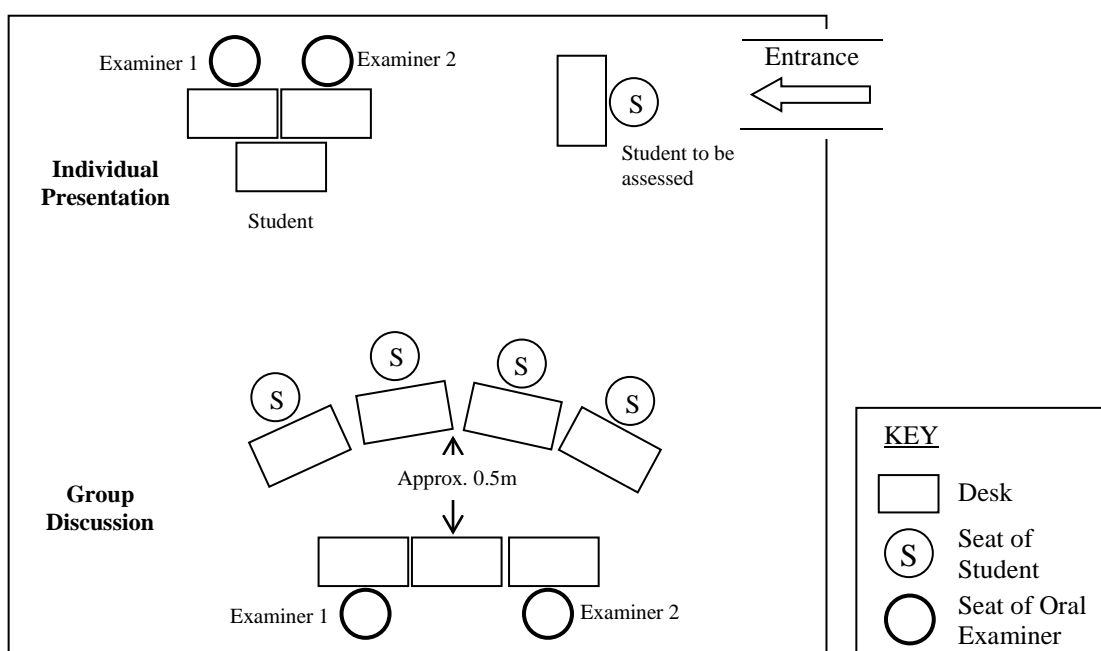 Examiner 1
Examiner 2
Entrance
S
Student to be
assessed
Individual
Presentation
Student
S
S
S
S
Approx. 0.5m
Group
Discussion
Examiner 1
Examiner 2
KEY
Desk
S
Seat of
Student
Seat of Oral
Examiner